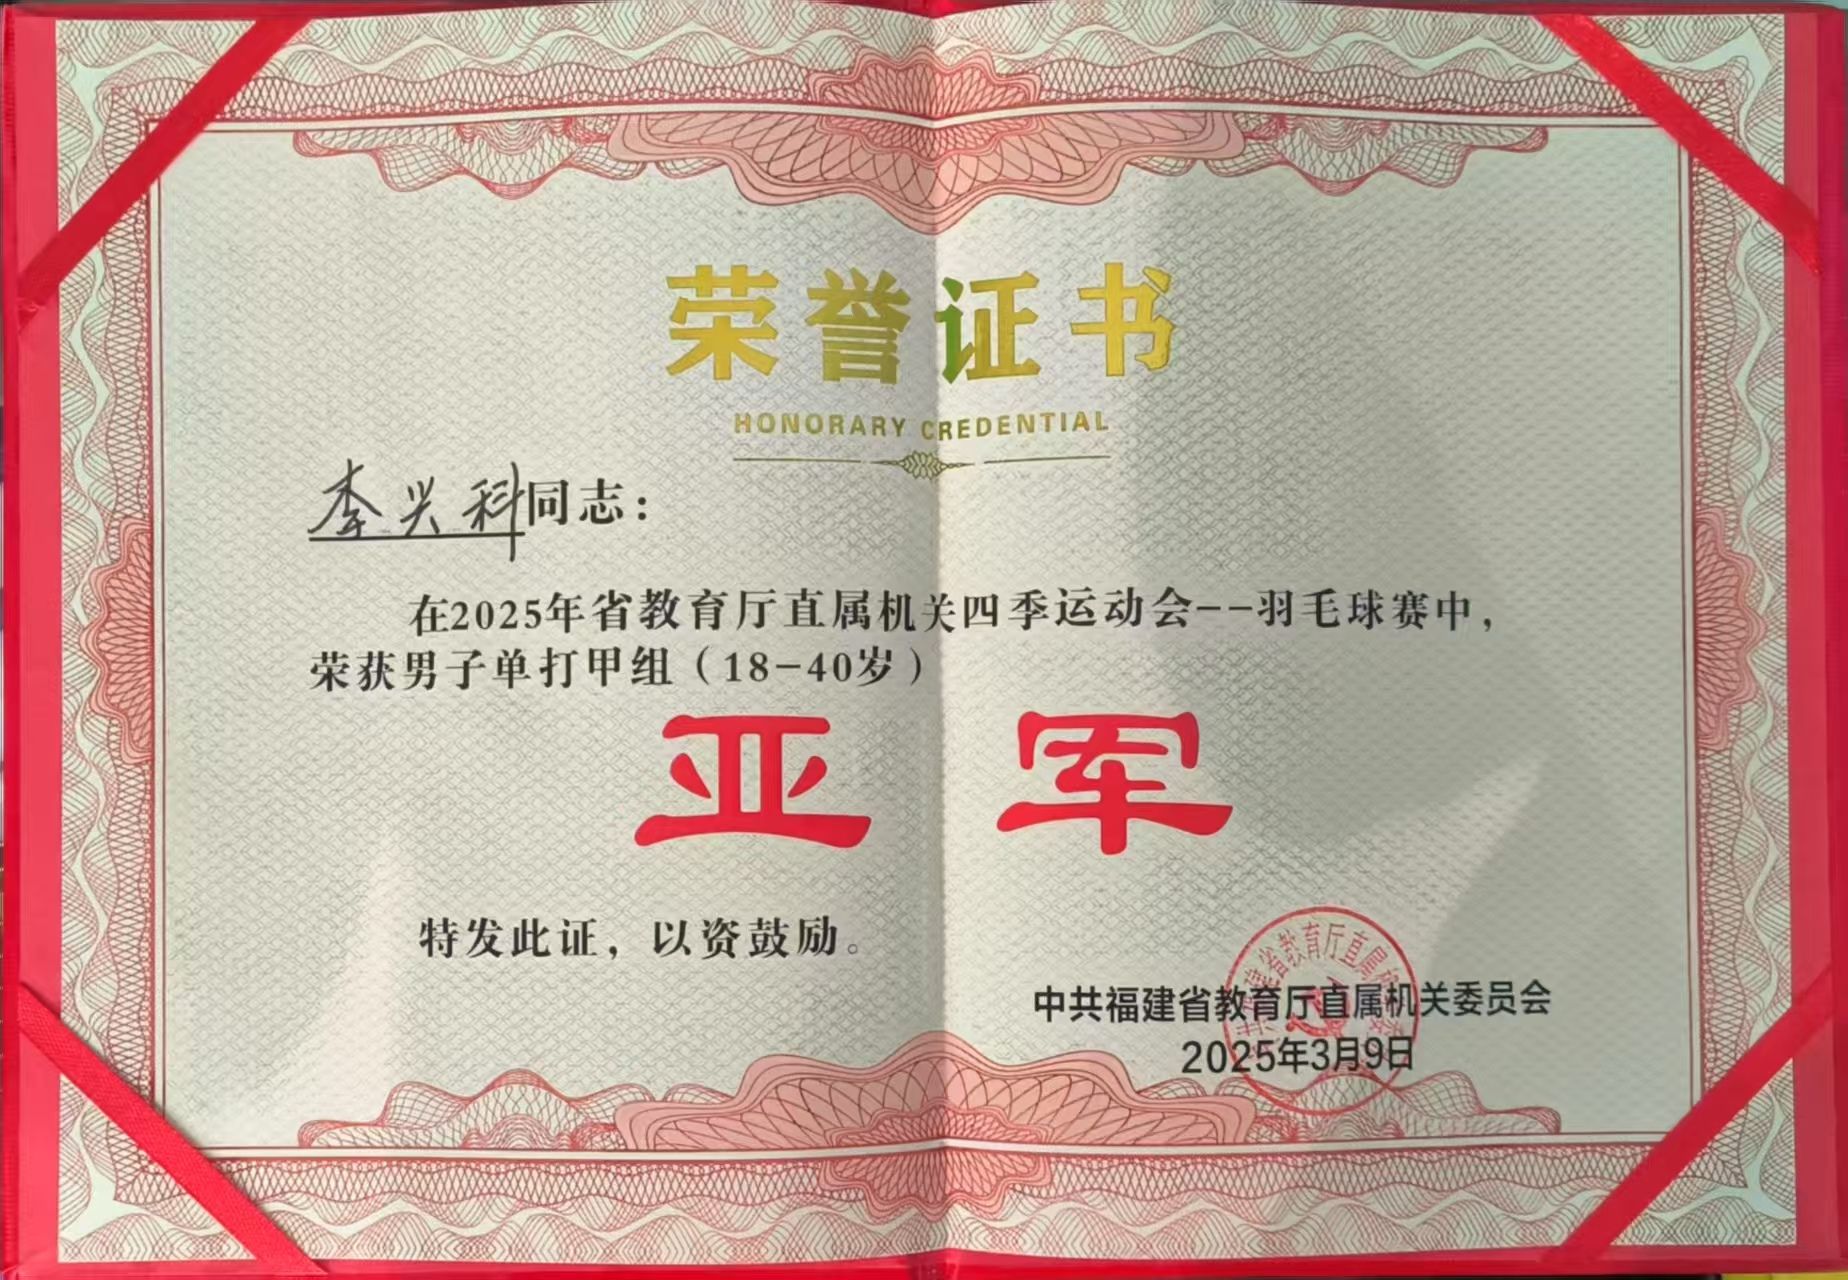 荣誉证书
HONORARY CREDENTIAL
李兴科同志：
在2025年省教育厅直属机关四季运动会--羽毛球赛中，
荣获男子单打甲组（18-40岁）
亚军
特发此证，以资鼓励。
中共福建省教育厅直属机关委员会
2025年3月9日